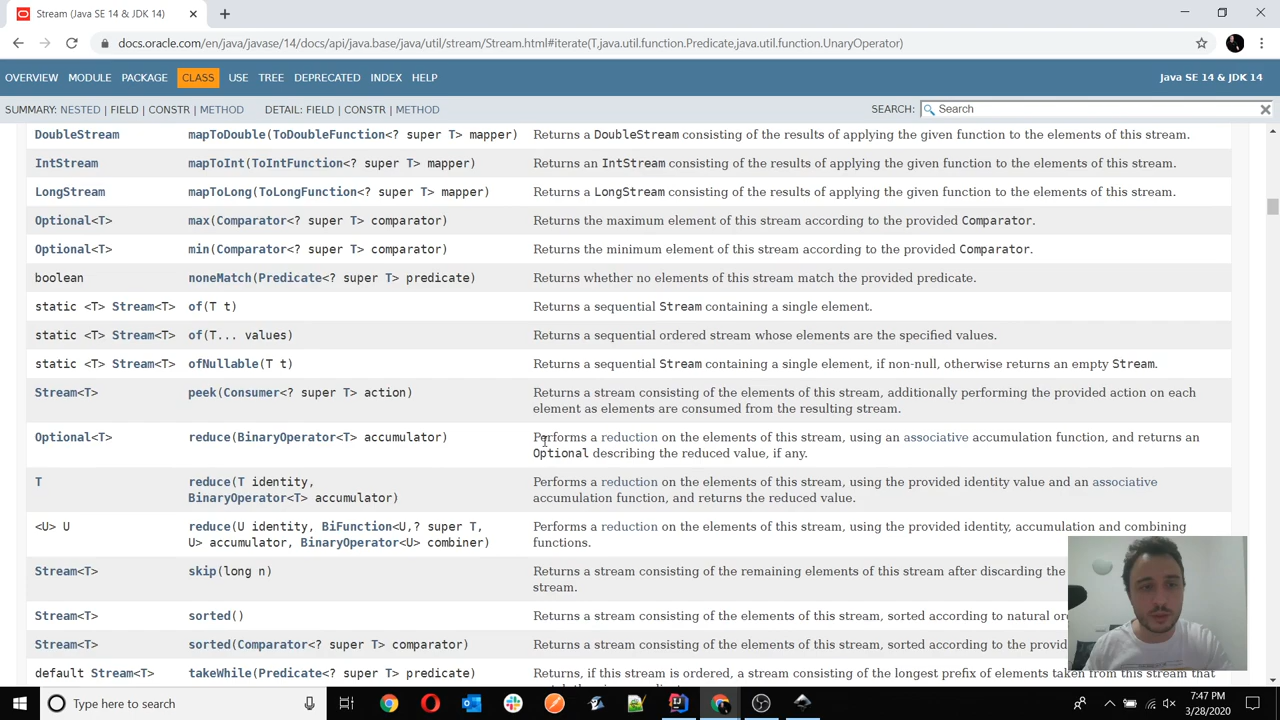 Stream (Java SE 14 & JDK 14)
docs.oracle.com/en/java/javase/14/docs/api/java.base/java/util/stream/Stream.html#iterate(T,java.util.function.Predicate,java.util.function.UnaryOperator)
OVERVIEW MODULE PACKAGE CLASS USE TREE DEPRECATED INDEX HELP Java SE 14 & JDK 14
SUMMARY: NESTED | FIELD | CONSTR | METHOD DETAIL: FIELD | CONSTR | METHOD SEARCH: Search
DoubleStream mapToDouble(ToDoubleFunction<? super T> mapper) Returns a DoubleStream consisting of the results of applying the given function to the elements of this stream.
IntStream mapToInt(ToIntFunction<? super T> mapper) Returns an IntStream consisting of the results of applying the given function to the elements of this stream.
LongStream mapToLong(ToLongFunction<? super T> mapper) Returns a LongStream consisting of the results of applying the given function to the elements of this stream.
Optional<T> max(Comparator<? super T> comparator) Returns the maximum element of this stream according to the provided Comparator.
Optional<T> min(Comparator<? super T> comparator) Returns the minimum element of this stream according to the provided Comparator.
boolean noneMatch(Predicate<? super T> predicate) Returns whether no elements of this stream match the provided predicate.
static <T> Stream<T> of(T t) Returns a sequential Stream containing a single element.
static <T> Stream<T> of(T... values) Returns a sequential ordered stream whose elements are the specified values.
static <T> Stream<T> ofNullable(T t) Returns a sequential Stream containing a single element, if non-null, otherwise returns an empty Stream.
Stream<T> peek(Consumer<? super T> action) Returns a stream consisting of the elements of this stream, additionally performing the provided action on each
element as elements are consumed from the resulting stream.
Optional<T> reduce(BinaryOperator<T> accumulator) Performs a reduction on the elements of this stream, using an associative accumulation function, and returns an
Optional describing the reduced value, if any.
T reduce(T identity, Performs a reduction on the elements of this stream, using the provided identity value and an associative
BinaryOperator<T> accumulator) accumulation function, and returns the reduced value.
<U> U reduce(U identity, BiFunction<U,? super T, Performs a reduction on the elements of this stream, using the provided identity, accumulation and combining
U> accumulator, BinaryOperator<U> combiner) functions.
Stream<T> skip(long n) Returns a stream consisting of the remaining elements of this stream after discarding the
stream.
Stream<T> sorted() Returns a stream consisting of the elements of this stream, sorted according to natural
Stream<T> sorted(Comparator<? super T> comparator) Returns a stream consisting of the elements of this stream, sorted according to the
default Stream<T> takeWhile(Predicate<? super T> predicate) Returns, if this stream is ordered, a stream consisting of the longest prefix of elements taken from this stream that
Type here to search
7:47 PM
3/28/2020